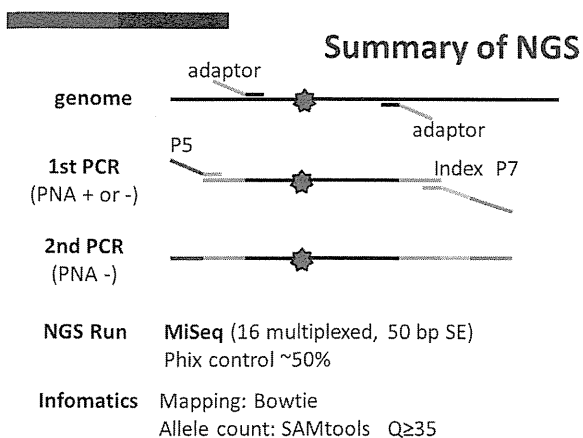 Summary of NGS
adaptor
genome
adaptor
P5
1st PCR
(PNA + or -)
Index P7
2nd PCR
(PNA -)
NGS Run MiSeq (16 multiplexed, 50 bp SE)
Phix control ~50%
Infomatics Mapping: Bowtie
Allele count: SAMtools Q≥35